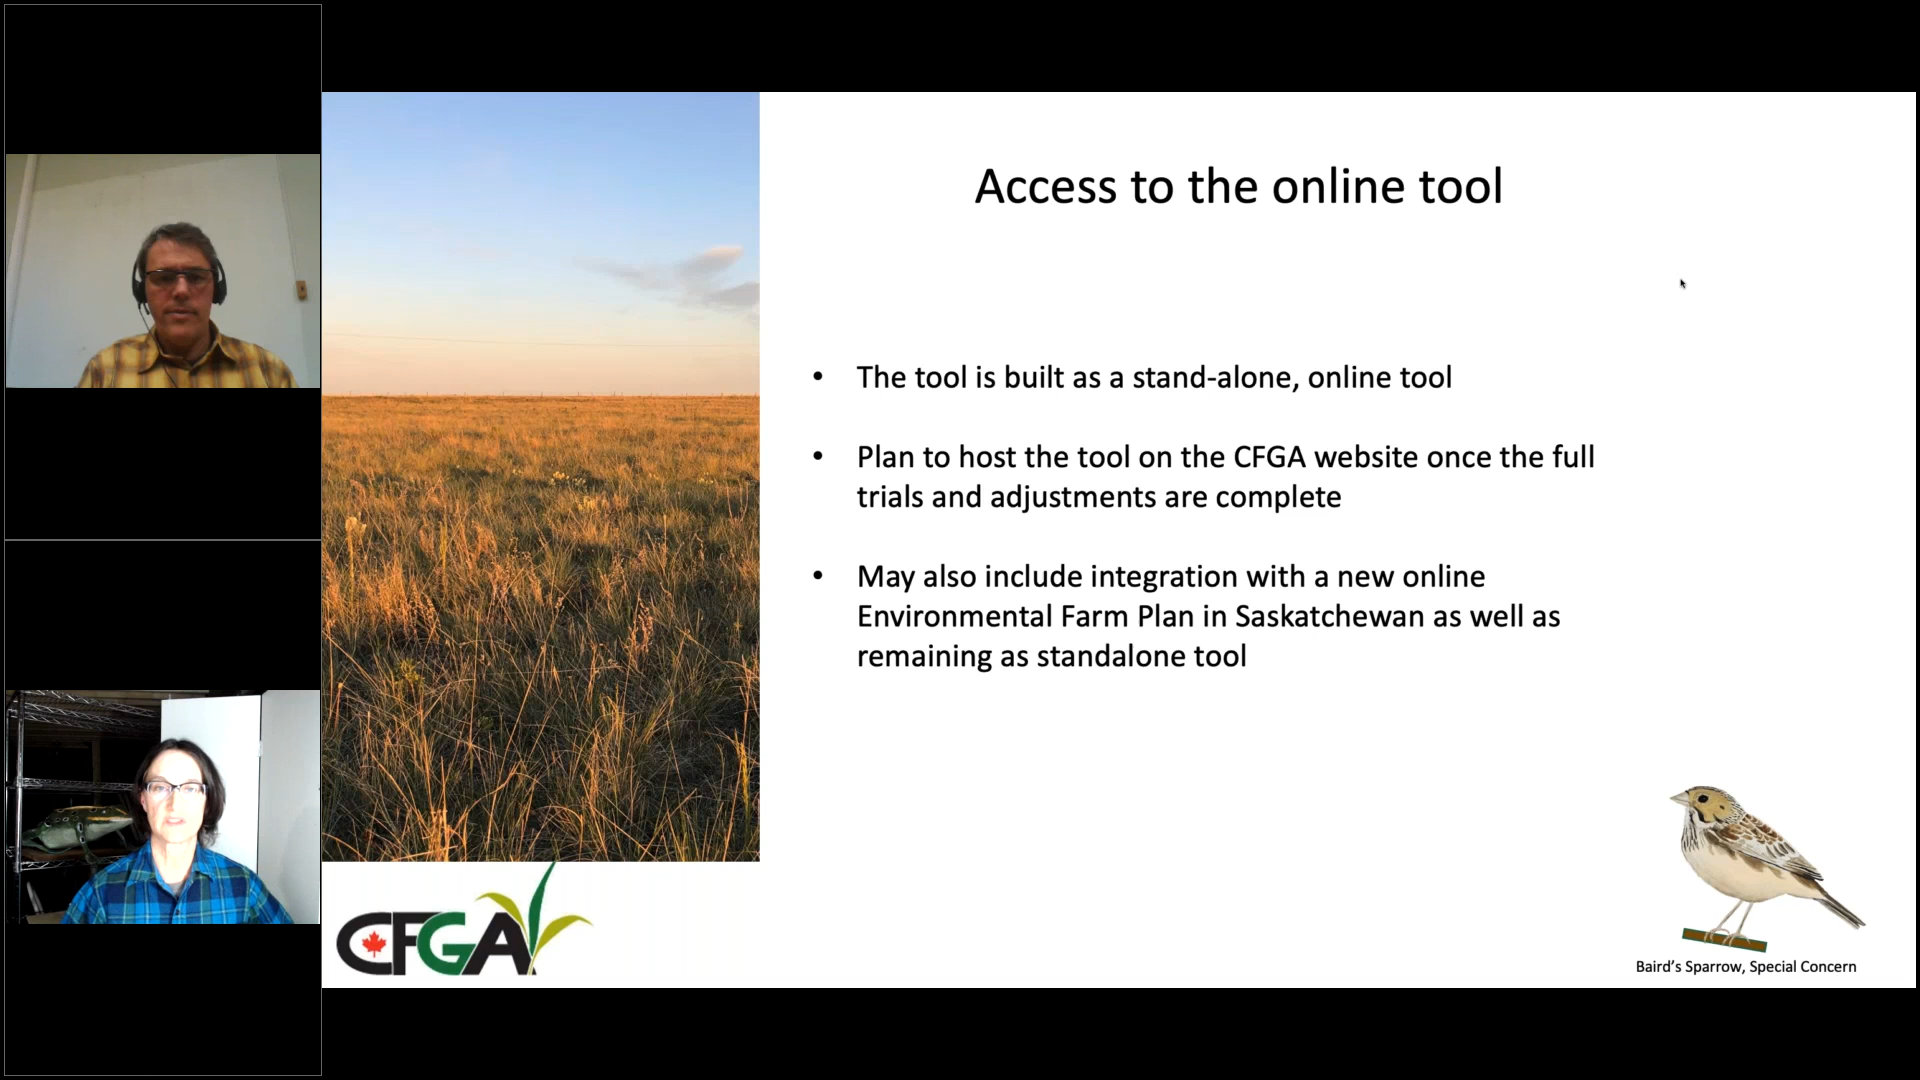 Access to the online tool
• The tool is built as a stand-alone, online tool
• Plan to host the tool on the CFGA website once the full
trials and adjustments are complete
• May also include integration with a new online
Environmental Farm Plan in Saskatchewan as well as
remaining as standalone tool
CFGA
Baird’s Sparrow, Special Concern